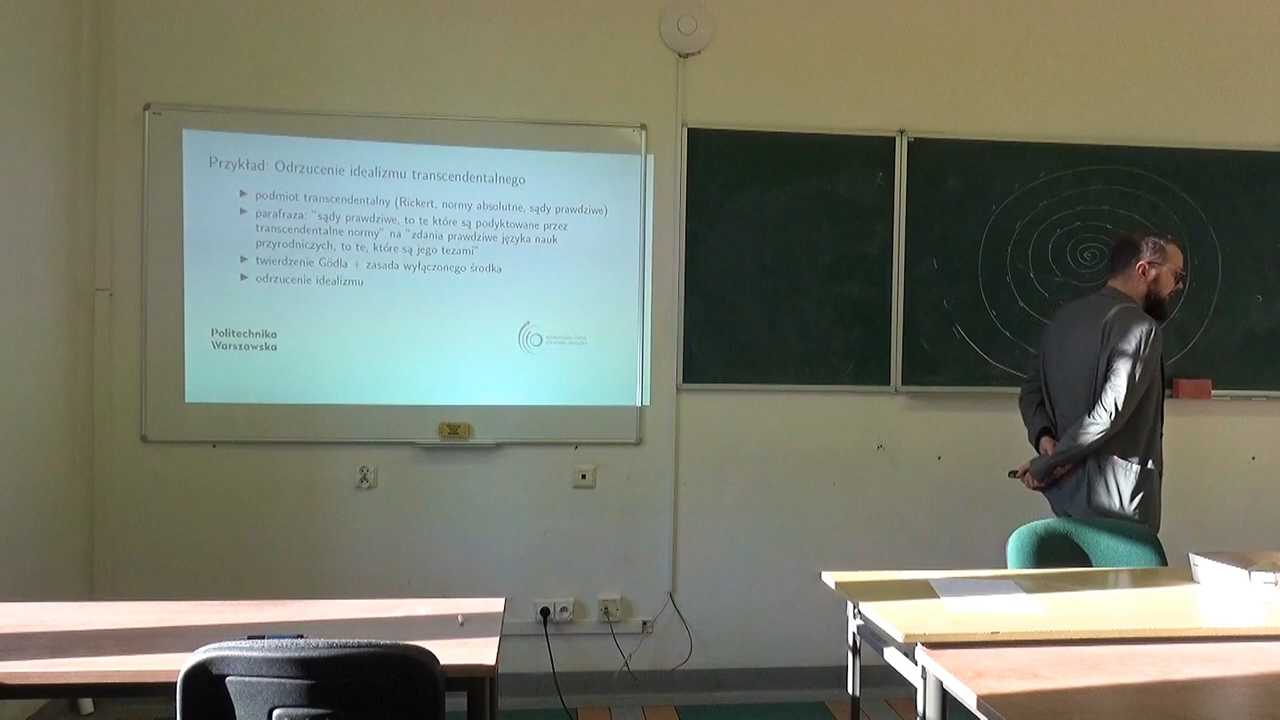 Przykład: Odrzucenie idealizmu transcendentalnego
podmiot transcendentalny (Rickert, normy absolutne, sądy prawdziwe)
parafraza: "sądy prawdziwe, to te które są podyktowane przez
transcendentalne normy" na "zdania prawdziwe języka nauk
przyrodniczych, to te, które są jego tezami"
twierdzenie Gödla + zasada wyłączonego środka
odrzucenie idealizmu
Politechnika
Warszawska